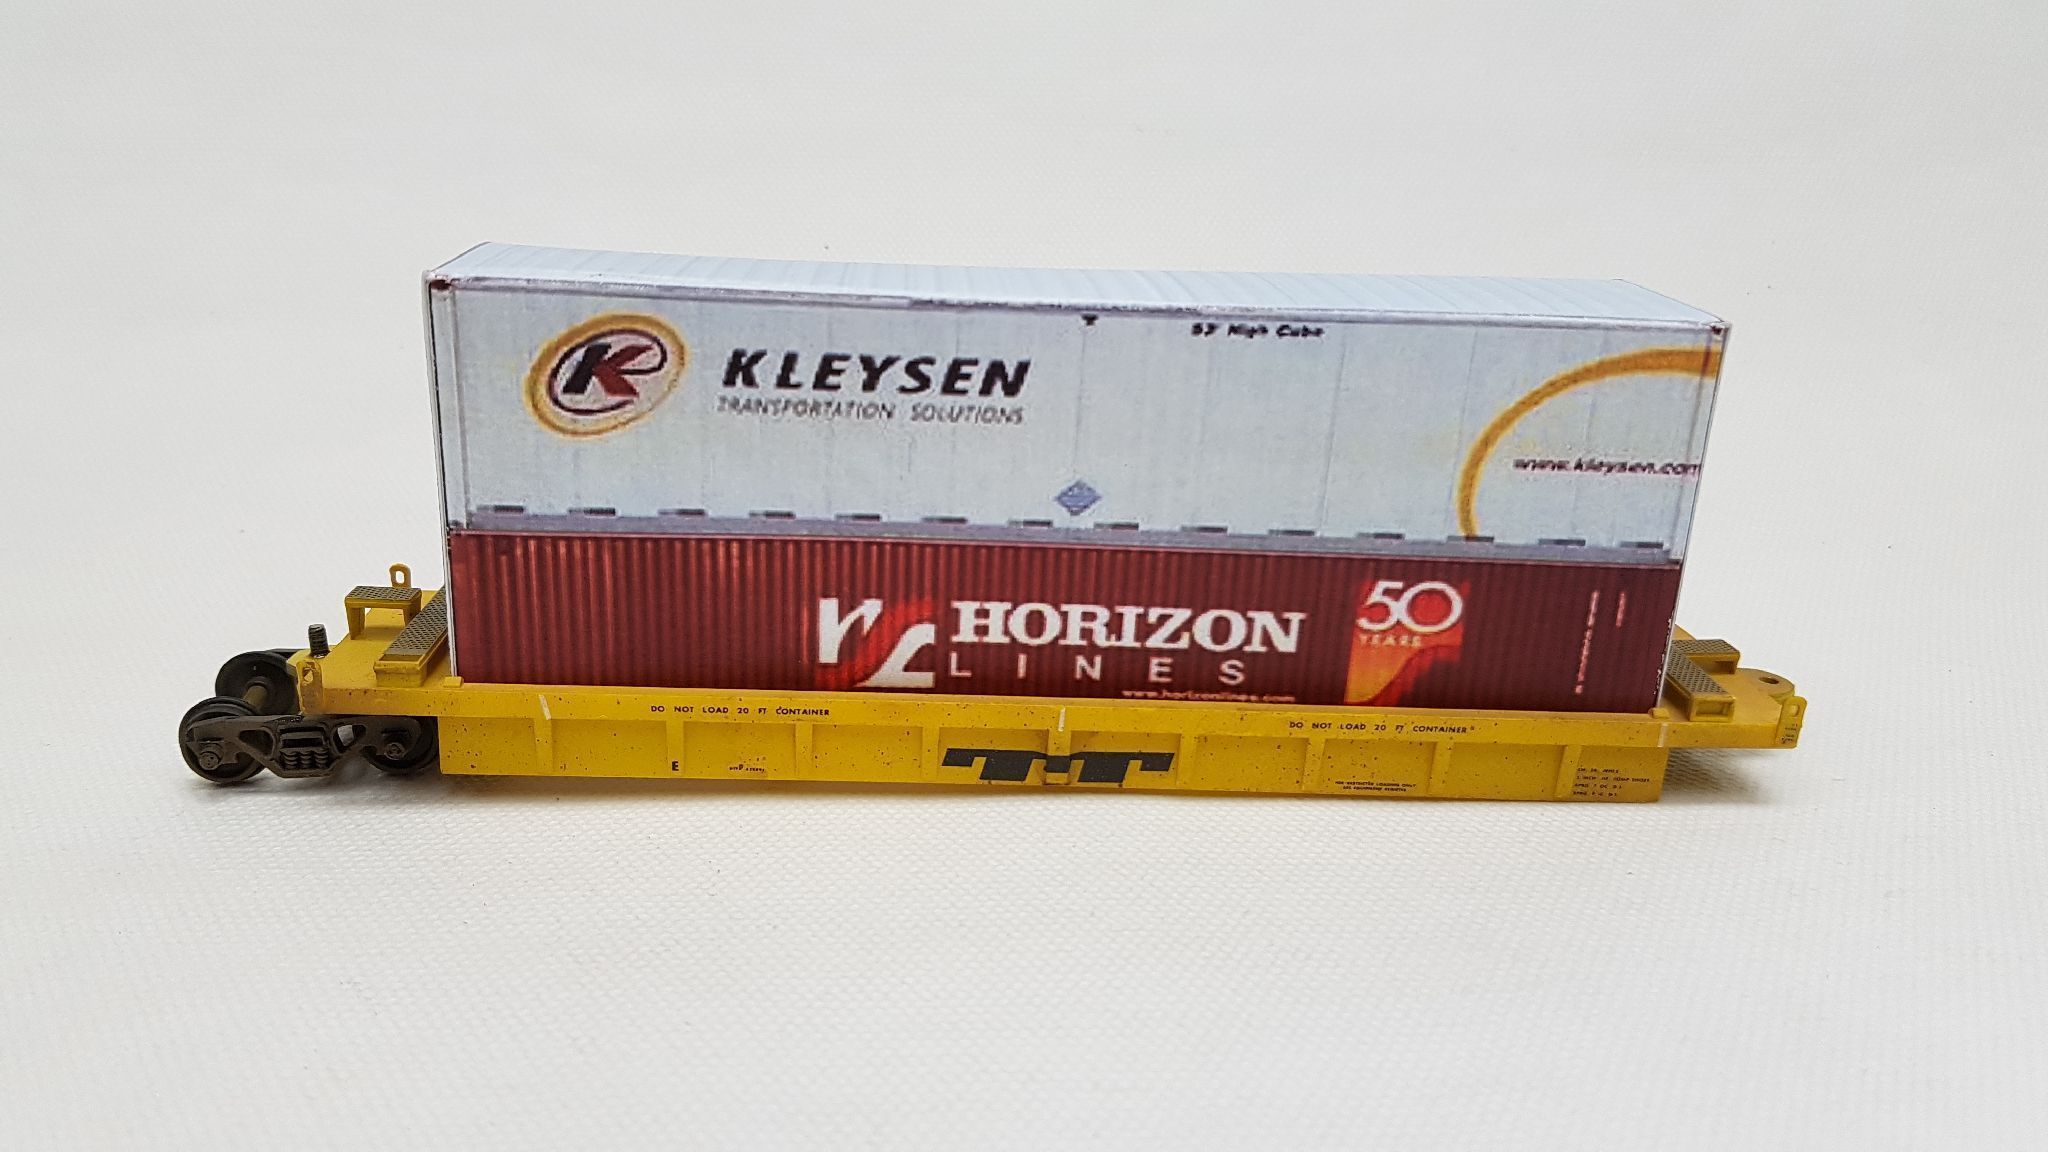 K
KLEYSEN
TRANSPORTATION SOLUTIONS
53' High Cube
www.kleysen.com
HORIZON
LINES
www.horizonlines.com
50
YEARS
DO NOT LOAD 20 FT CONTAINER
DO NOT LOAD 20 FT CONTAINER
E
TT